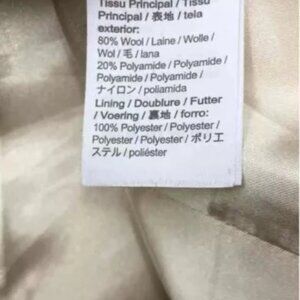 Tissu Principal / Tissu
Principal / 表地 / tela
exterior:
80% Wool / Laine / Wolle /
Wol / 毛 / lana
20% Polyamide / Polyamide /
Polyamide / Polyamide /
ナイロン / poliamida
Lining / Doublure / Futter
/ Voering / 裏地 / forro:
100% Polyester / Polyester /
Polyester / Polyester / ポリエ
ステル / poliéster